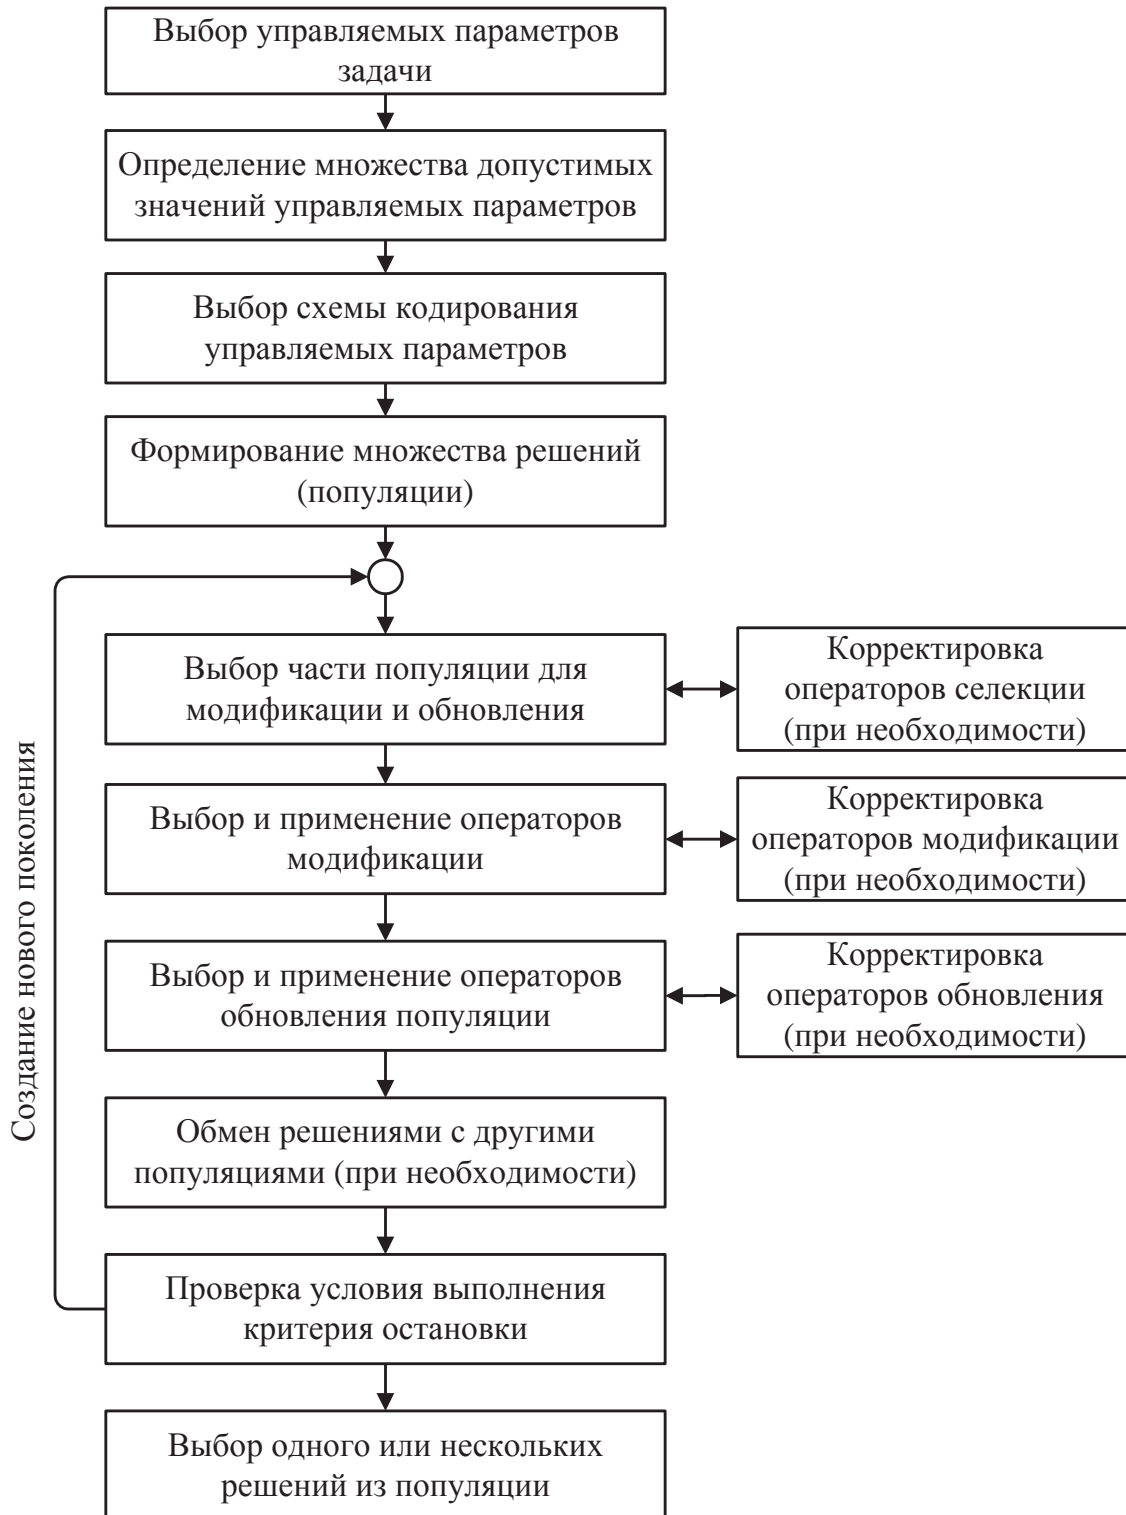 Выбор управляемых параметров
задачи
Определение множества допустимых
значений управляемых параметров
Выбор схемы кодирования
управляемых параметров
Формирование множества решений
(популяции)
Создание нового поколения
Выбор части популяции для
модификации и обновления
Корректировка
операторов селекции
(при необходимости)
Выбор и применение операторов
модификации
Корректировка
операторов модификации
(при необходимости)
Выбор и применение операторов
обновления популяции
Корректировка
операторов обновления
(при необходимости)
Обмен решениями с другими
популяциями (при необходимости)
Проверка условия выполнения
критерия остановки
Выбор одного или нескольких
решений из популяции